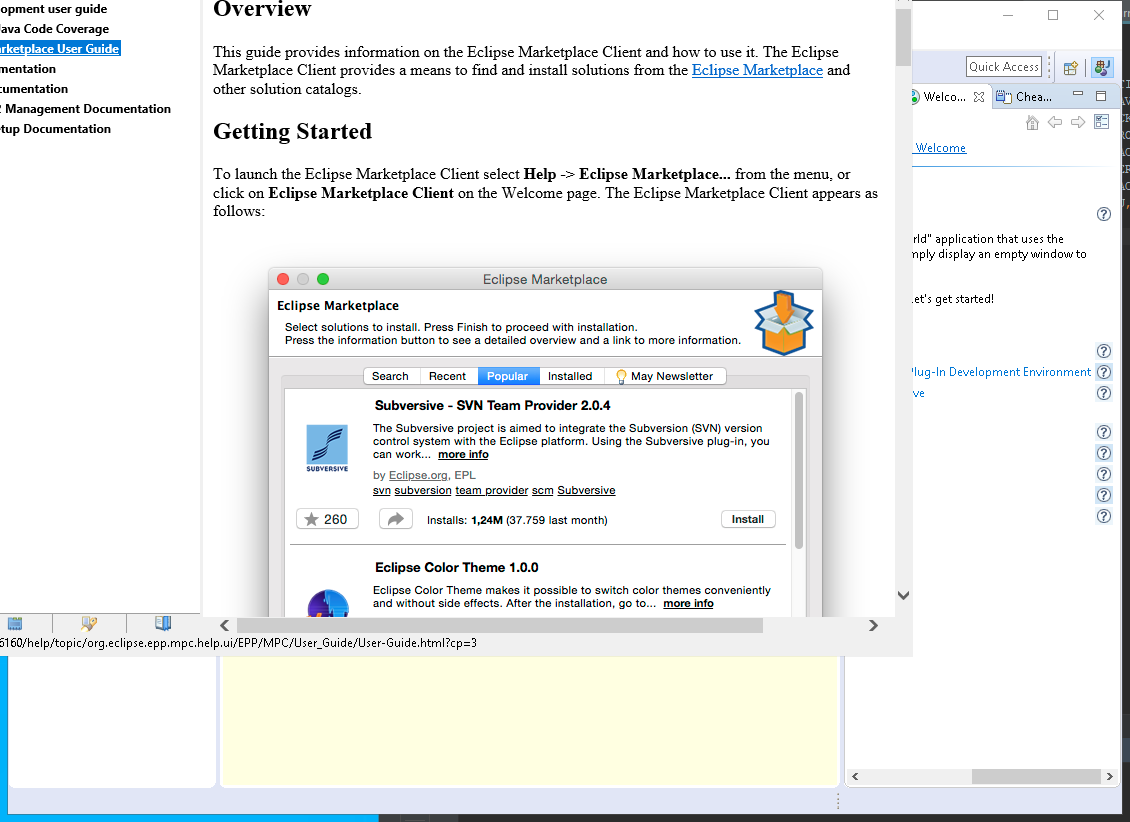 opment user guide
Java Code Coverage
rketplace User Guide
mentation
cumentation
2 Management Documentation
tup Documentation
Overview
This guide provides information on the Eclipse Marketplace Client and how to use it. The Eclipse
Marketplace Client provides a means to find and install solutions from the Eclipse Marketplace and
other solution catalogs.
Getting Started
To launch the Eclipse Marketplace Client select Help -> Eclipse Marketplace... from the menu, or
click on Eclipse Marketplace Client on the Welcome page. The Eclipse Marketplace Client appears as
follows:
Eclipse Marketplace
Eclipse Marketplace
Select solutions to install. Press Finish to proceed with installation.
Press the information button to see a detailed overview and a link to more information.
Search Recent Popular Installed May Newsletter
Subversive - SVN Team Provider 2.0.4
The Subversive project is aimed to integrate the Subversion (SVN) version
control system with the Eclipse platform. Using the Subversive plug-in, you
can work... more info
SUBVERSIVE
by Eclipse.org, EPL
svn subversion team provider scm Subversive
260 Installs: 1,24M (37.759 last month) Install
Eclipse Color Theme 1.0.0
Eclipse Color Theme makes it possible to switch color themes conveniently
and without side effects. After the installation, go to... more info
6160/help/topic/org.eclipse.epp.mpc.help.ui/EPP/MPC/User_Guide/User-Guide.html?cp=3
Quick Access
Welco... Chea...
Welcome
rld" application that uses the
mply display an empty window to
Let's get started!
Plug-In Development Environment
ve